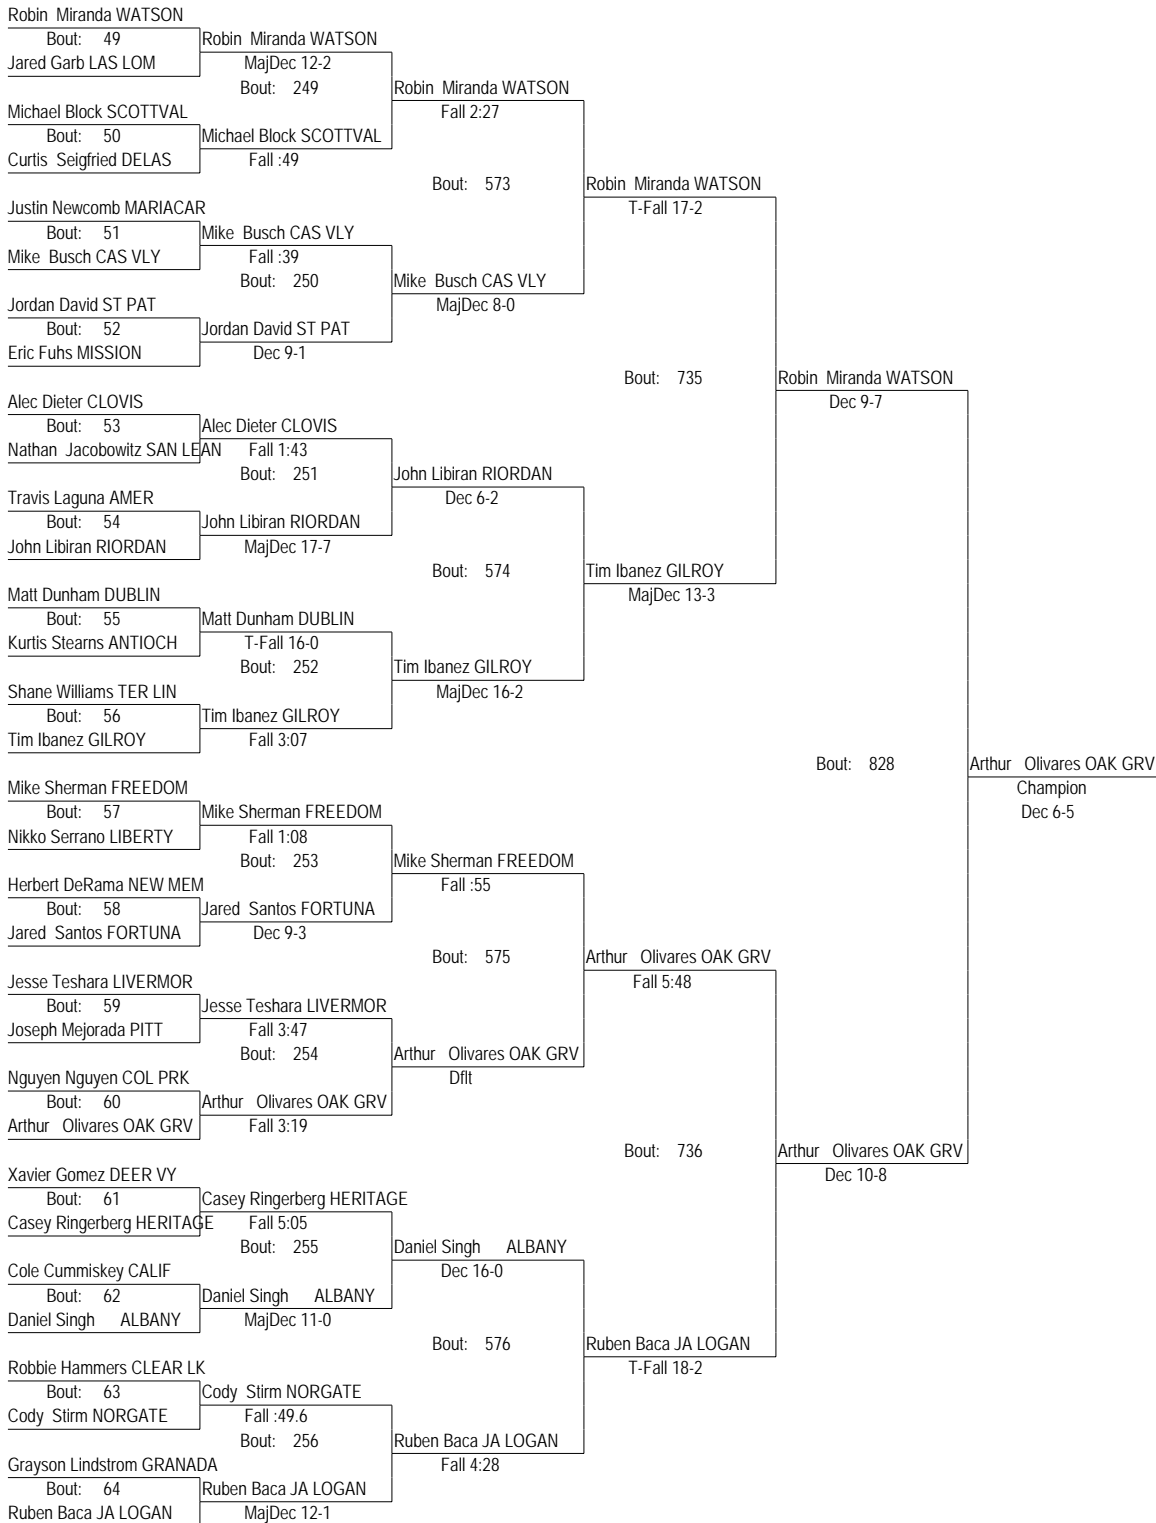 Robin Miranda WATSON
Bout: 49 Robin Miranda WATSON
Jared Garb LAS LOM MajDec 12-2
Bout: 249 Robin Miranda WATSON
Michael Block SCOTTVAL Fall 2:27
Bout: 50 Michael Block SCOTTVAL
Curtis Seigfried DELAS Fall :49
Bout: 573 Robin Miranda WATSON
Justin Newcomb MARIACAR T-Fall 17-2
Bout: 51 Mike Busch CAS VLY
Mike Busch CAS VLY Fall :39
Bout: 250 Mike Busch CAS VLY
Jordan David ST PAT MajDec 8-0
Bout: 52 Jordan David ST PAT
Eric Fuhs MISSION Dec 9-1
Bout: 735 Robin Miranda WATSON
Alec Dieter CLOVIS Dec 9-7
Bout: 53 Alec Dieter CLOVIS
Nathan Jacobowitz SAN LEAN Fall 1:43
Bout: 251 John Libiran RIORDAN
Travis Laguna AMER Dec 6-2
Bout: 54 John Libiran RIORDAN
John Libiran RIORDAN MajDec 17-7
Bout: 574 Tim Ibanez GILROY
Matt Dunham DUBLIN MajDec 13-3
Bout: 55 Matt Dunham DUBLIN
Kurtis Stearns ANTIOCH T-Fall 16-0
Bout: 252 Tim Ibanez GILROY
Shane Williams TER LIN MajDec 16-2
Bout: 56 Tim Ibanez GILROY
Tim Ibanez GILROY Fall 3:07
Bout: 828 Arthur Olivares OAK GRV
Mike Sherman FREEDOM Champion
Bout: 57 Mike Sherman FREEDOM Dec 6-5
Nikko Serrano LIBERTY Fall 1:08
Bout: 253 Mike Sherman FREEDOM
Herbert DeRama NEW MEM Fall :55
Bout: 58 Jared Santos FORTUNA
Jared Santos FORTUNA Dec 9-3
Bout: 575 Arthur Olivares OAK GRV
Jesse Teshara LIVERMOR Fall 5:48
Bout: 59 Jesse Teshara LIVERMOR
Joseph Mejorada PITT Fall 3:47
Bout: 254 Arthur Olivares OAK GRV
Nguyen Nguyen COL PRK Dflt
Bout: 60 Arthur Olivares OAK GRV
Arthur Olivares OAK GRV Fall 3:19
Bout: 736 Arthur Olivares OAK GRV
Xavier Gomez DEER VY Dec 10-8
Bout: 61 Casey Ringerberg HERITAGE
Casey Ringerberg HERITAGE Fall 5:05
Bout: 255 Daniel Singh ALBANY
Cole Cummiskey CALIF Dec 16-0
Bout: 62 Daniel Singh ALBANY
Daniel Singh ALBANY MajDec 11-0
Bout: 576 Ruben Baca JA LOGAN
Robbie Hammers CLEAR LK T-Fall 18-2
Bout: 63 Cody Stirm NORGATE
Cody Stirm NORGATE Fall :49.6
Bout: 256 Ruben Baca JA LOGAN
Grayson Lindstrom GRANADA Fall 4:28
Bout: 64 Ruben Baca JA LOGAN
Ruben Baca JA LOGAN MajDec 12-1